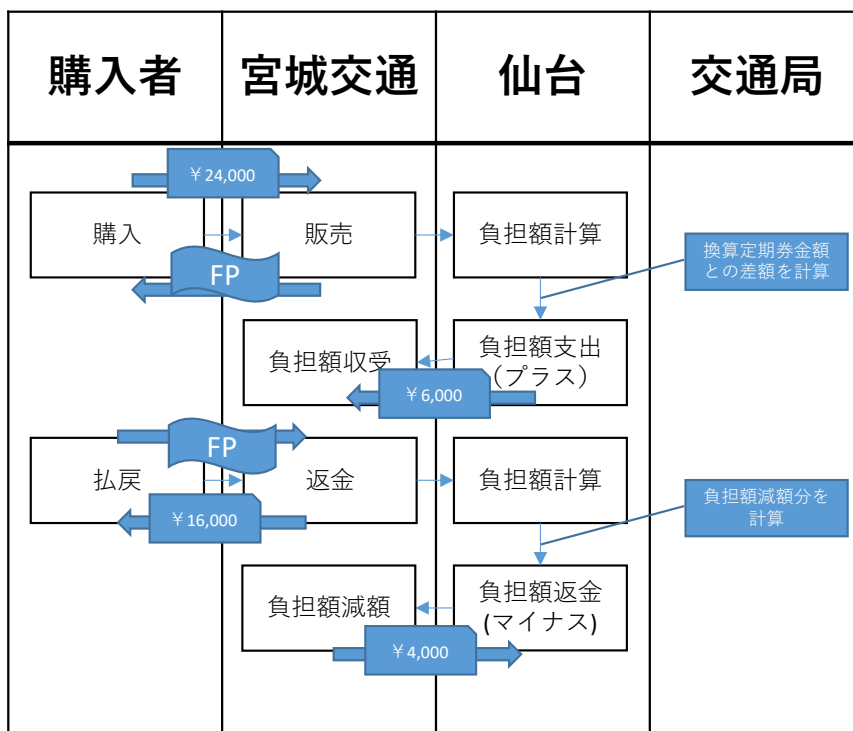 購入者
宮城交通
仙台
交通局
￥24,000
購入
販売
負担額計算
FP
換算定期券金額
との差額を計算
負担額収受
負担額支出
（プラス）
￥6,000
FP
払戻
返金
負担額計算
￥16,000
負担額減額分を
計算
負担額減額
負担額返金
(マイナス)
￥4,000